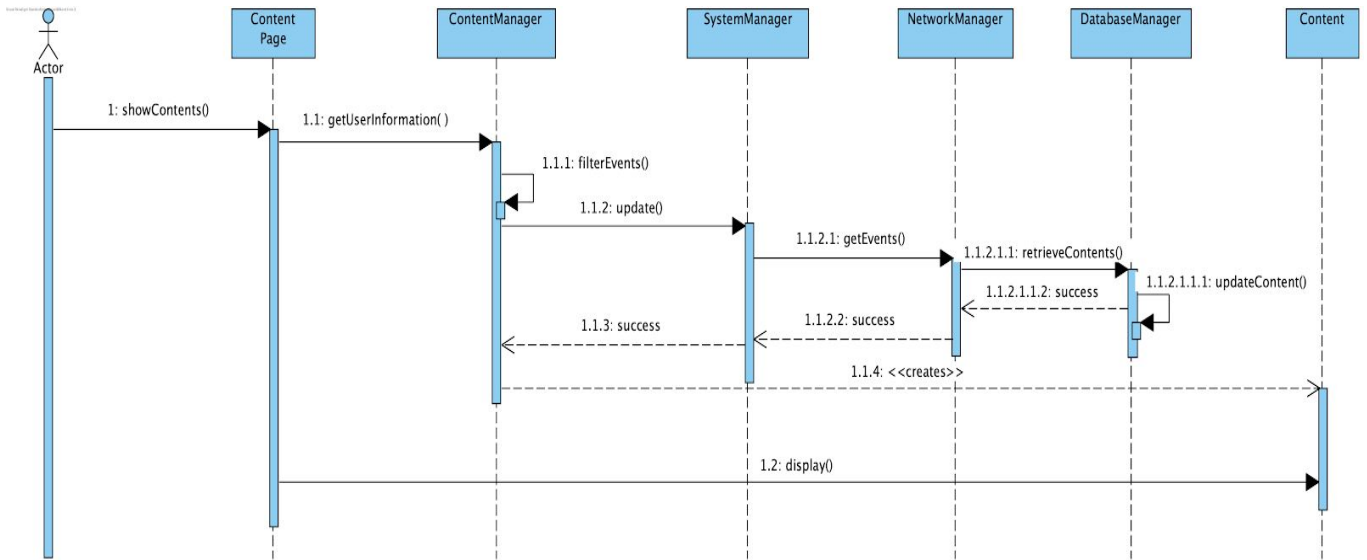 Content
Page
ContentManager
SystemManager
NetworkManager
DatabaseManager
Content
Actor
1: showContents()
1.1: getUserInformation( )
1.1.1: filterEvents()
1.1.2: update()
1.1.2.1: getEvents()
1.1.2.1.1: retrieveContents()
1.1.2.1.1.1: updateContent()
1.1.2.1.1.2: success
1.1.2.2: success
1.1.3: success
1.1.4: <<creates>>
1.2: display()